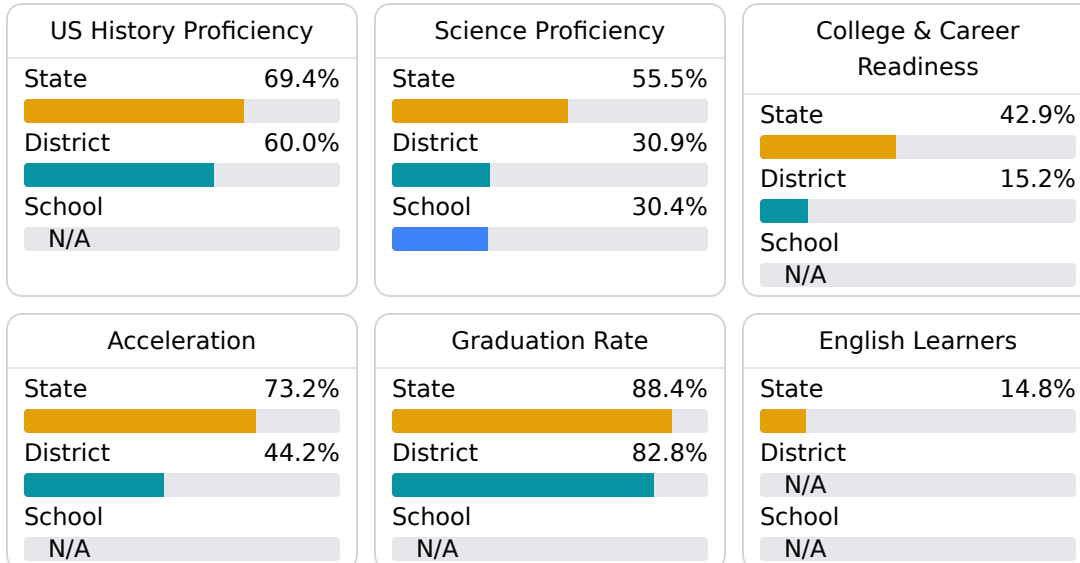 US History Proficiency
State 69.4%
District 60.0%
School
N/A
Science Proficiency
State 55.5%
District 30.9%
School 30.4%
College & Career
Readiness
State 42.9%
District 15.2%
School
N/A
Acceleration
State 73.2%
District 44.2%
School
N/A
Graduation Rate
State 88.4%
District 82.8%
School
N/A
English Learners
State 14.8%
District
N/A
School
N/A